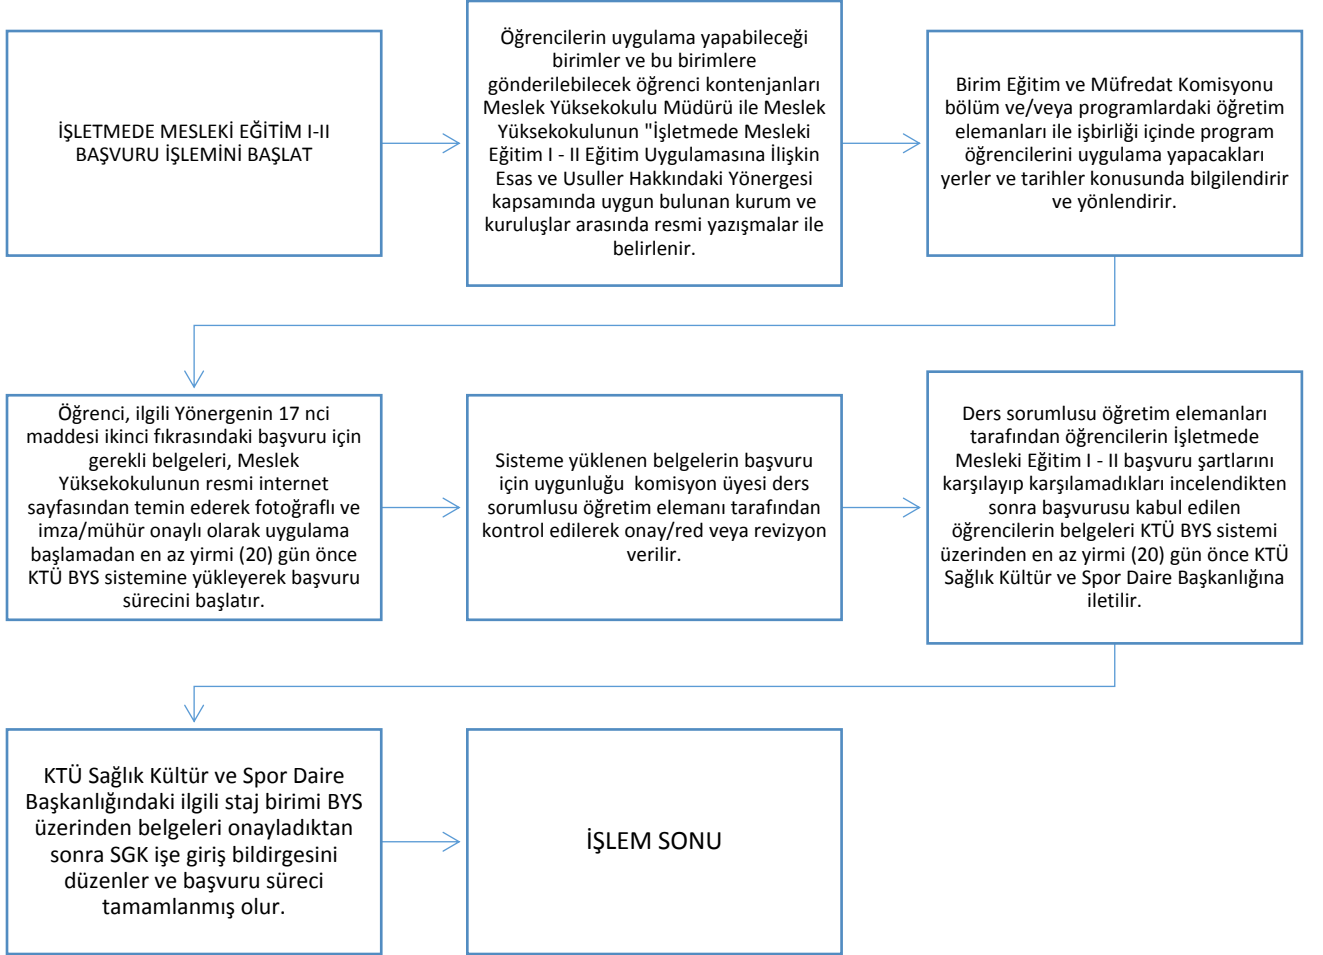 İŞLETMEDE MESLEKİ EĞİTİM I-II
BAŞVURU İŞLEMİNİ BAŞLAT
Öğrencilerin uygulama yapabileceği
birimler ve bu birimlere
gönderilebilecek öğrenci kontenjanları
Meslek Yüksekokulu Müdürü ile Meslek
Yüksekokulunun "İşletmede Mesleki
Eğitim I - II Eğitim Uygulamasına İlişkin
Esas ve Usuller Hakkındaki Yönergesi
kapsamında uygun bulunan kurum ve
kuruluşlar arasında resmi yazışmalar ile
belirlenir.
Birim Eğitim ve Müfredat Komisyonu
bölüm ve/veya programlardaki öğretim
elemanları ile işbirliği içinde program
öğrencilerini uygulama yapacakları
yerler ve tarihler konusunda bilgilendirir
ve yönlendirir.
Öğrenci, ilgili Yönergenin 17 nci
maddesi ikinci fıkrasındaki başvuru için
gerekli belgeleri, Meslek
Yüksekokulunun resmi internet
sayfasından temin ederek fotoğraflı ve
imza/mühür onaylı olarak uygulama
başlamadan en az yirmi (20) gün önce
KTÜ BYS sistemine yükleyerek başvuru
sürecini başlatır.
Sisteme yüklenen belgelerin başvuru
için uygunluğu  komisyon üyesi ders
sorumlusu öğretim elemanı tarafından
kontrol edilerek onay/red veya revizyon
verilir.
Ders sorumlusu öğretim elemanları
tarafından öğrencilerin İşletmede
Mesleki Eğitim I - II başvuru şartlarını
karşılayıp karşılamadıkları incelendikten
sonra başvurusu kabul edilen
öğrencilerin belgeleri KTÜ BYS sistemi
üzerinden en az yirmi (20) gün önce KTÜ
Sağlık Kültür ve Spor Daire Başkanlığına
iletilir.
KTÜ Sağlık Kültür ve Spor Daire
Başkanlığındaki ilgili staj birimi BYS
üzerinden belgeleri onayladıktan
sonra SGK işe giriş bildirgesini
düzenler ve başvuru süreci
tamamlanmış olur.
İŞLEM SONU